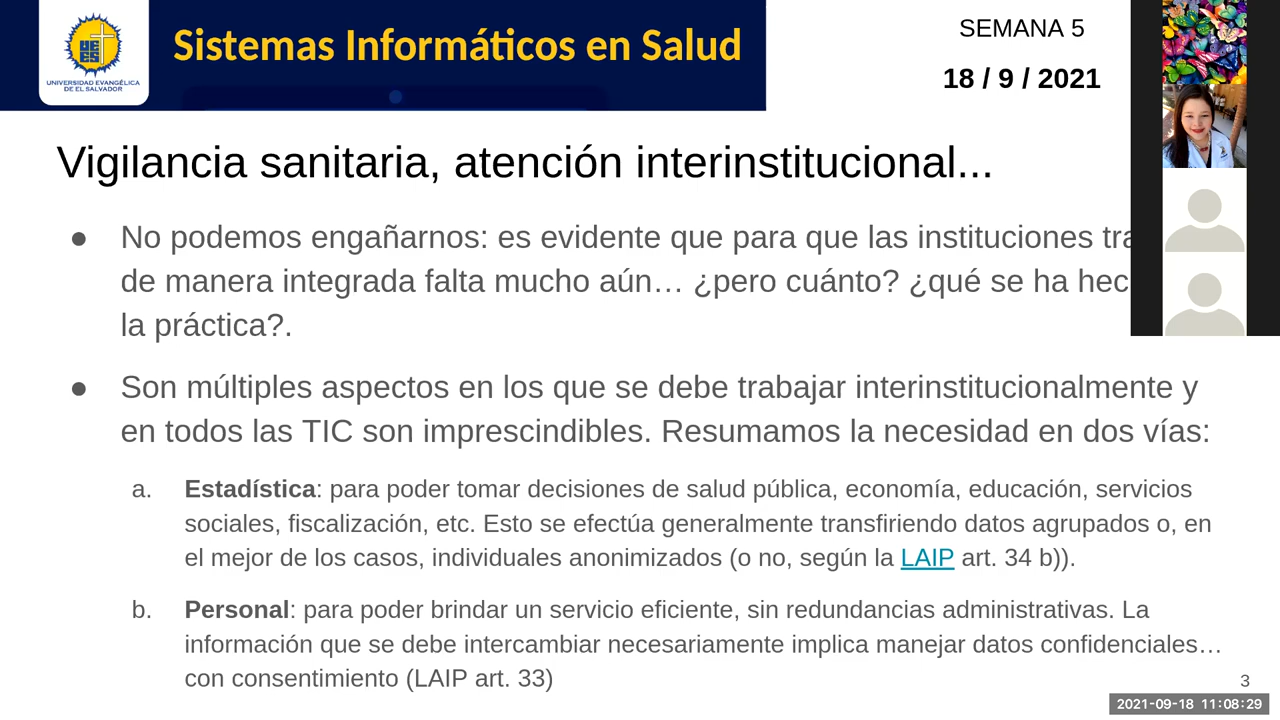 UNIVERSIDAD EVANGÉLICA
DE EL SALVADOR
Sistemas Informáticos en Salud
SEMANA 5
18 / 9 / 2021
Vigilancia sanitaria, atención interinstitucional...
● No podemos engañarnos: es evidente que para que las instituciones
de manera integrada falta mucho aún… ¿pero cuánto? ¿qué se ha
la práctica?.
● Son múltiples aspectos en los que se debe trabajar interinstitucionalmente y
en todos las TIC son imprescindibles. Resumamos la necesidad en dos vías:
a. Estadística: para poder tomar decisiones de salud pública, economía, educación, servicios
sociales, fiscalización, etc. Esto se efectúa generalmente transfiriendo datos agrupados o, en
el mejor de los casos, individuales anonimizados (o no, según la LAIP art. 34 b)).
b. Personal: para poder brindar un servicio eficiente, sin redundancias administrativas. La
información que se debe intercambiar necesariamente implica manejar datos confidenciales…
con consentimiento (LAIP art. 33)
3
2021-09-18 11:08:29